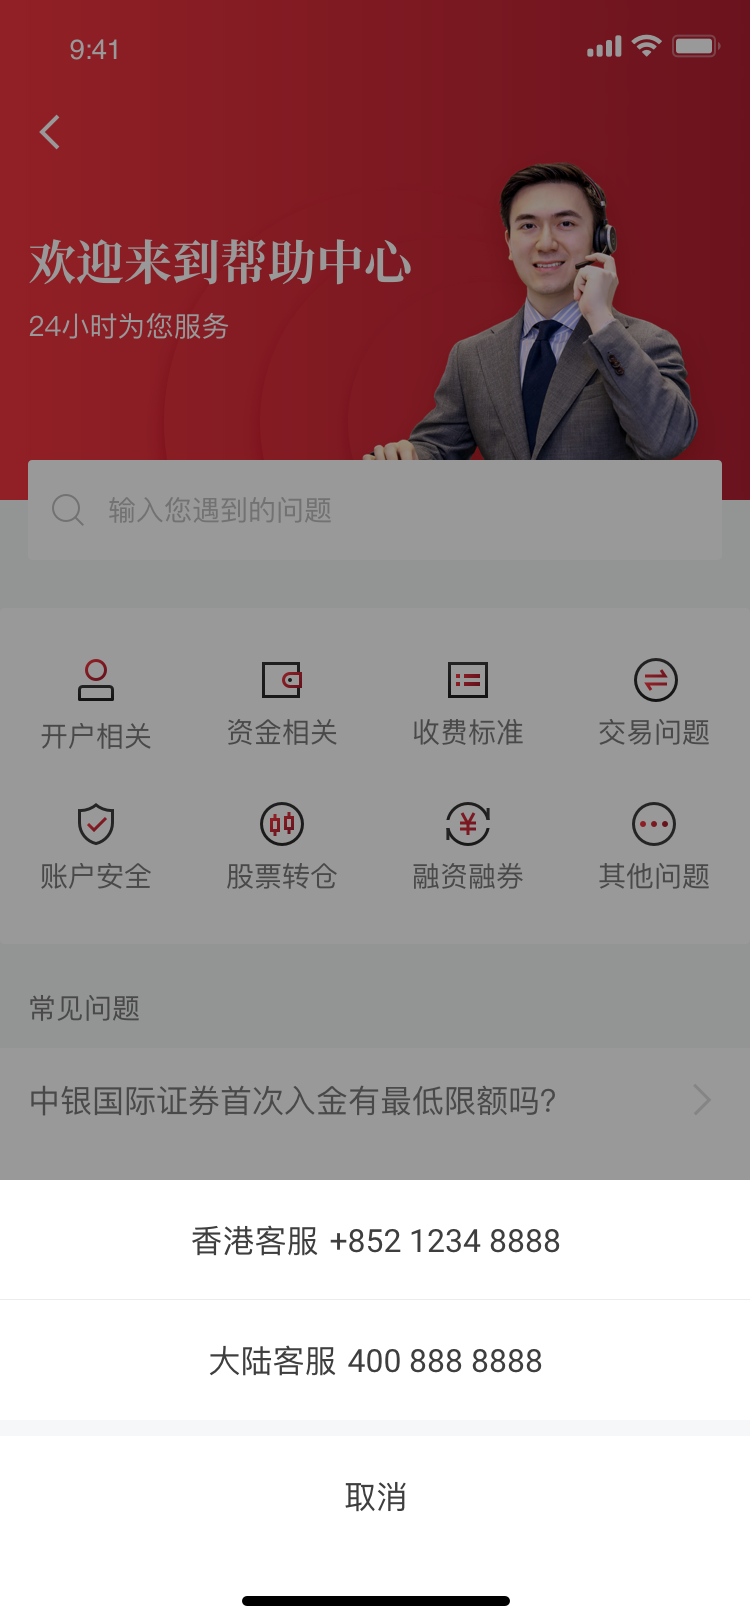 9:41
欢迎来到帮助中心
24小时为您服务
输入您遇到的问题
开户相关 资金相关 收费标准 交易问题
账户安全 股票转仓 融资融券 其他问题
常见问题
中银国际证券首次入金有最低限额吗?
香港客服 +852 1234 8888
大陆客服 400 888 8888
取消